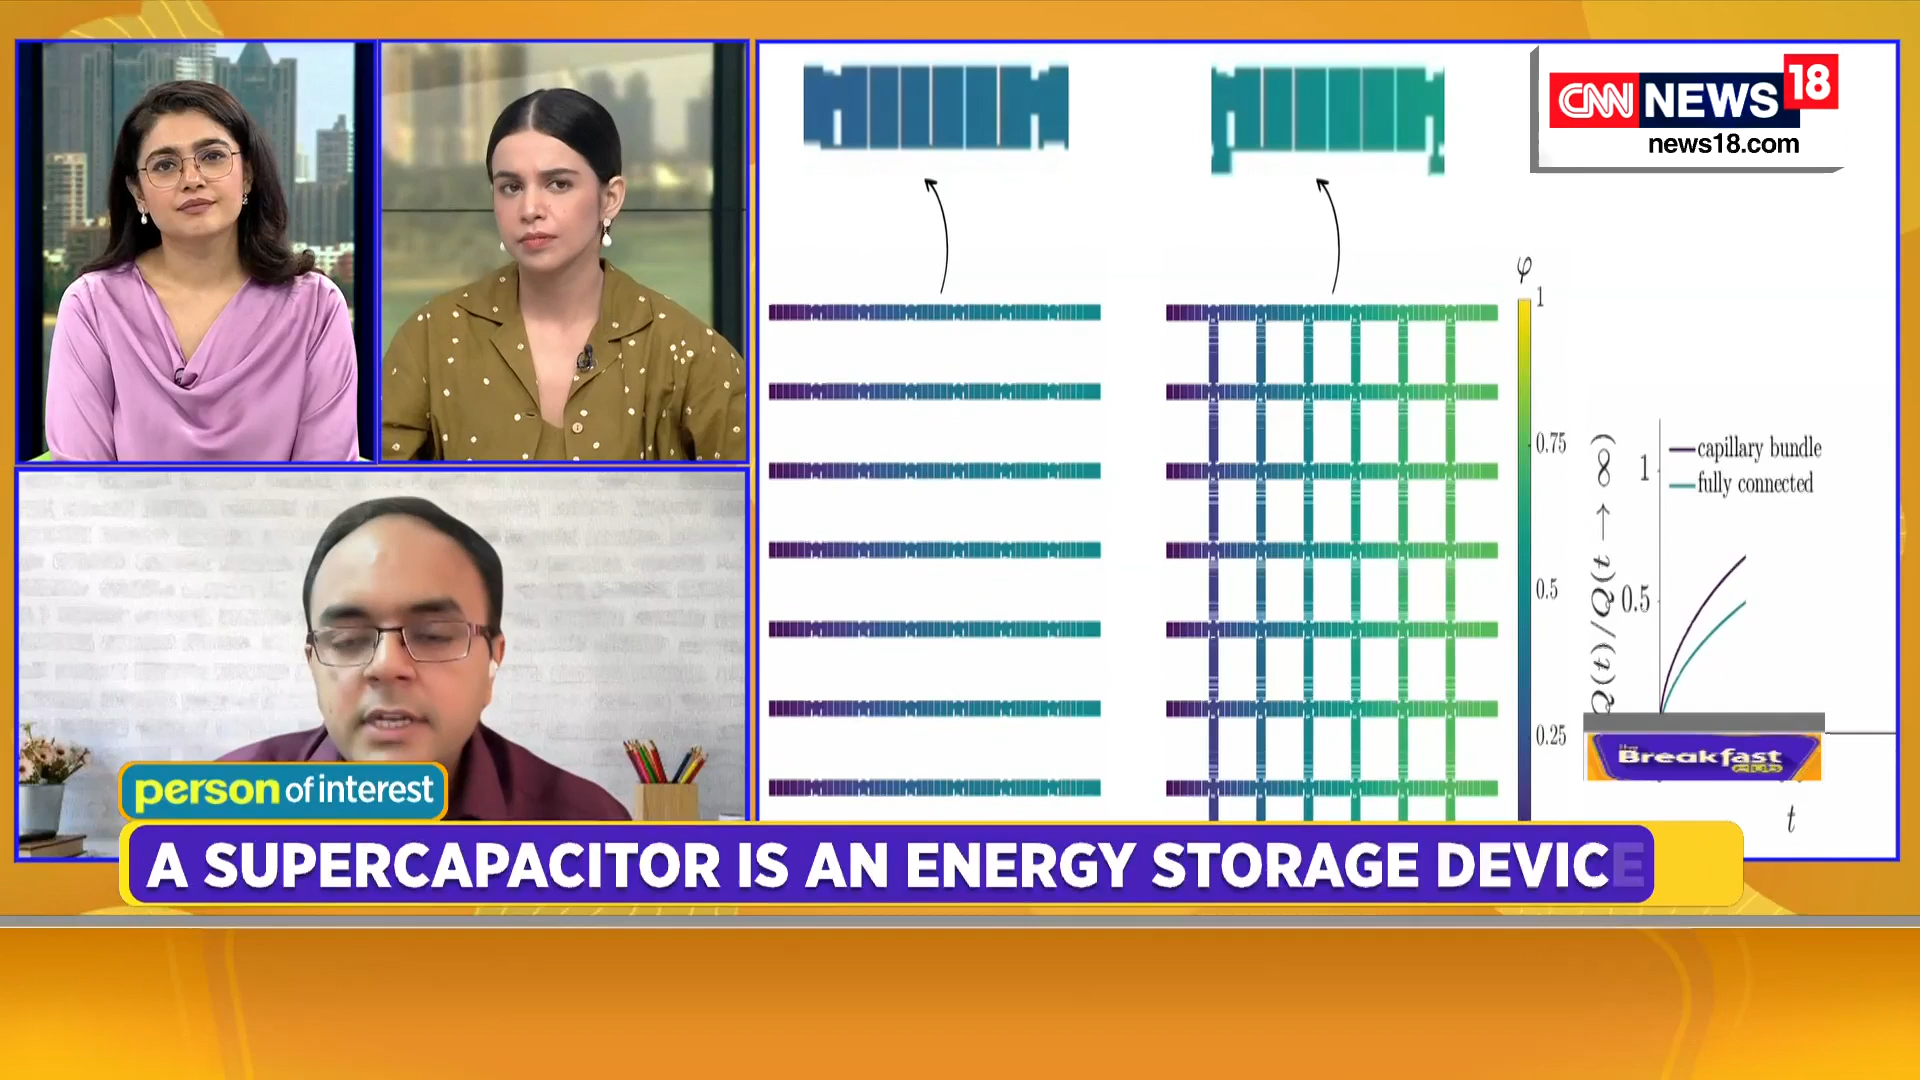 CNN NEWS 18
news18.com
φ
1
0.75
0.5
0.25
capillary bundle
fully connected
1
0.5
Q(t)/Q(t → ∞)
t
The Breakfast
person of interest
A SUPERCAPACITOR IS AN ENERGY STORAGE DEVICE